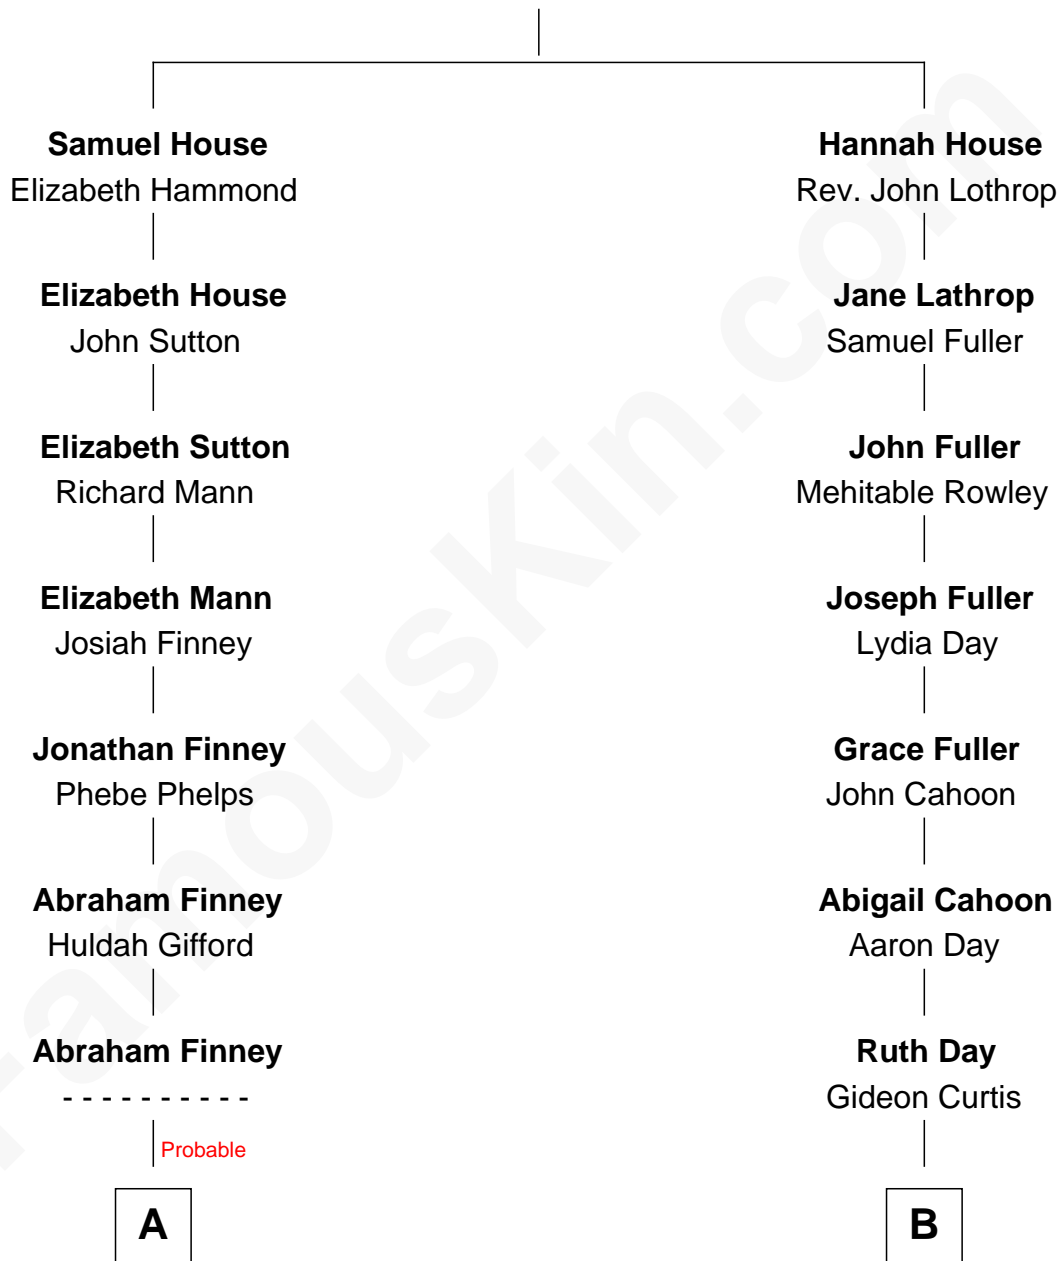 Samuel House
Elizabeth Hammond
Elizabeth House
John Sutton
Elizabeth Sutton
Richard Mann
Elizabeth Mann
Josiah Finney
Jonathan Finney
Phebe Phelps
Abraham Finney
Huldah Gifford
Abraham Finney
- - - - - - - - - -
Probable
A
Hannah House
Rev. John Lothrop
Jane Lathrop
Samuel Fuller
John Fuller
Mehitable Rowley
Joseph Fuller
Lydia Day
Grace Fuller
John Cahoon
Abigail Cahoon
Aaron Day
Ruth Day
Gideon Curtis
B
FamousKin.com